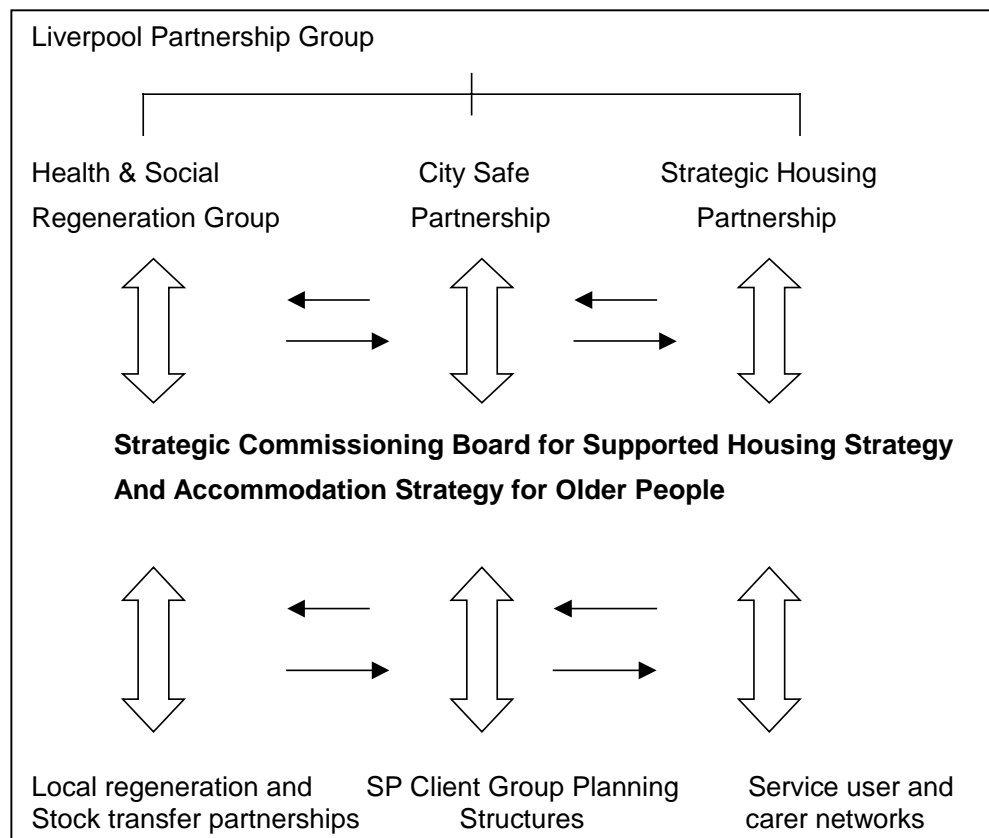 Liverpool Partnership Group
Health & Social
Regeneration Group
City Safe
Partnership
Strategic Housing
Partnership
Strategic Commissioning Board for Supported Housing Strategy
And Accommodation Strategy for Older People
Local regeneration and
Stock transfer partnerships
SP Client Group Planning
Structures
Service user and
carer networks